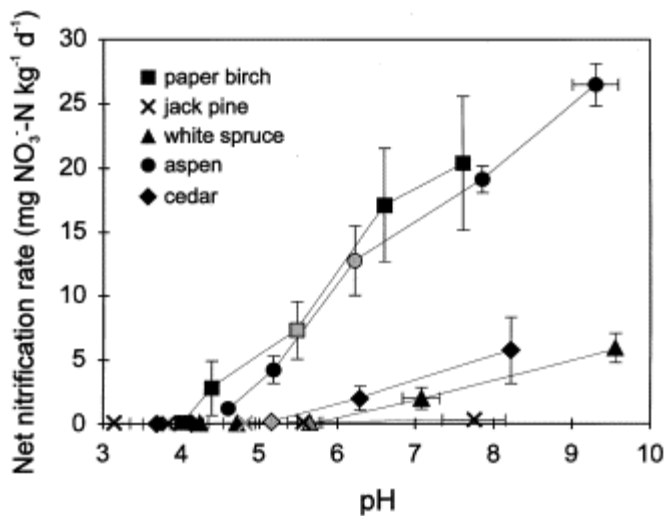 Net nitrification rate (mg NO₃⁻-N kg⁻¹ d⁻¹)
30
25
20
15
10
5
0
paper birch
jack pine
white spruce
aspen
cedar
3 4 5 6 7 8 9 10
pH